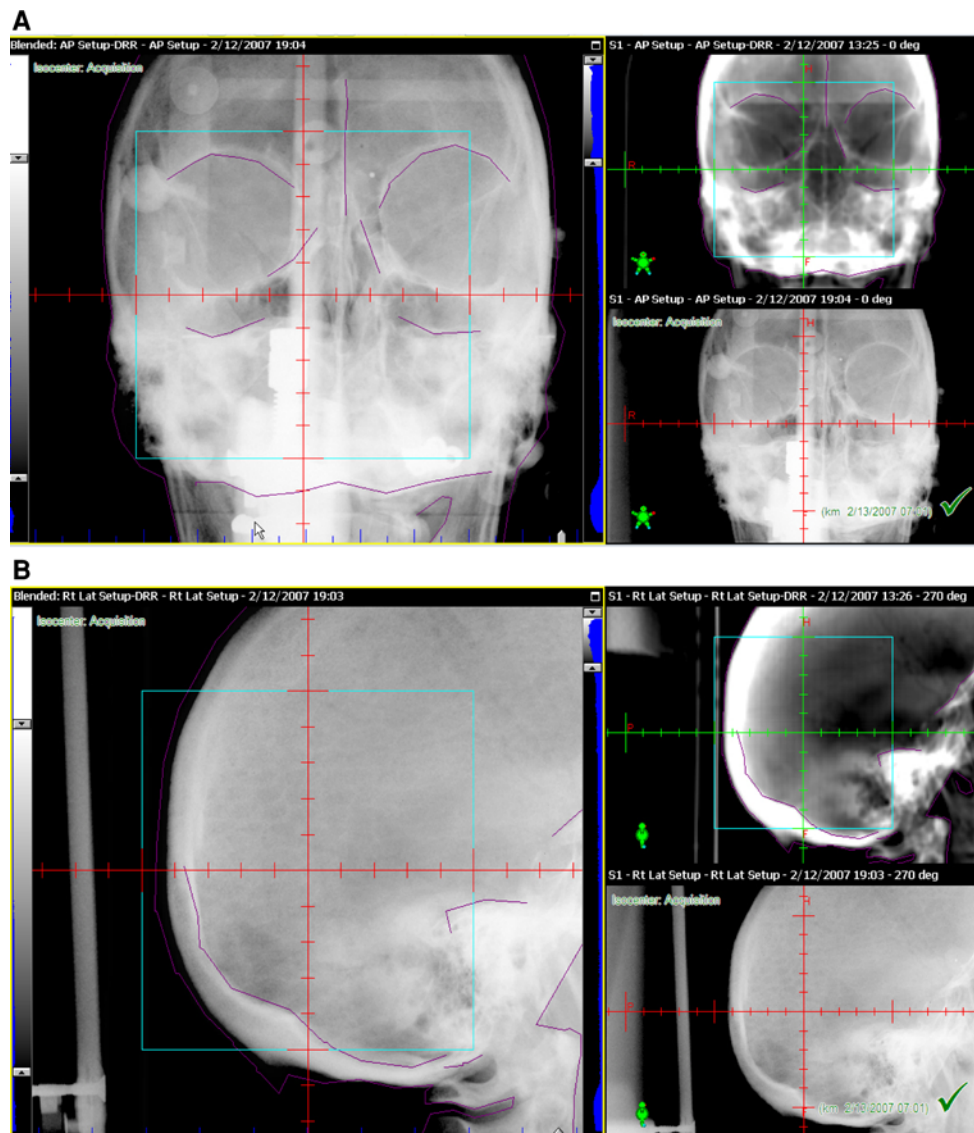 A
Blended: AP Setup-DRR - AP Setup - 2/12/2007 19:04
Isocenter: Acquisition
S1 - AP Setup - AP Setup-DRR - 2/12/2007 13:25 - 0 deg
H
R
F
S1 - AP Setup - AP Setup - 2/12/2007 19:04 - 0 deg
Isocenter: Acquisition
H
R
(km 2/13/2007 07:01)
B
Blended: Rt Lat Setup-DRR - Rt Lat Setup - 2/12/2007 19:03
Isocenter: Acquisition
S1 - Rt Lat Setup - Rt Lat Setup-DRR - 2/12/2007 13:26 - 270 deg
H
P
F
S1 - Rt Lat Setup - Rt Lat Setup - 2/12/2007 19:03 - 270 deg
Isocenter: Acquisition
H
(km 2/13/2007 07:01)